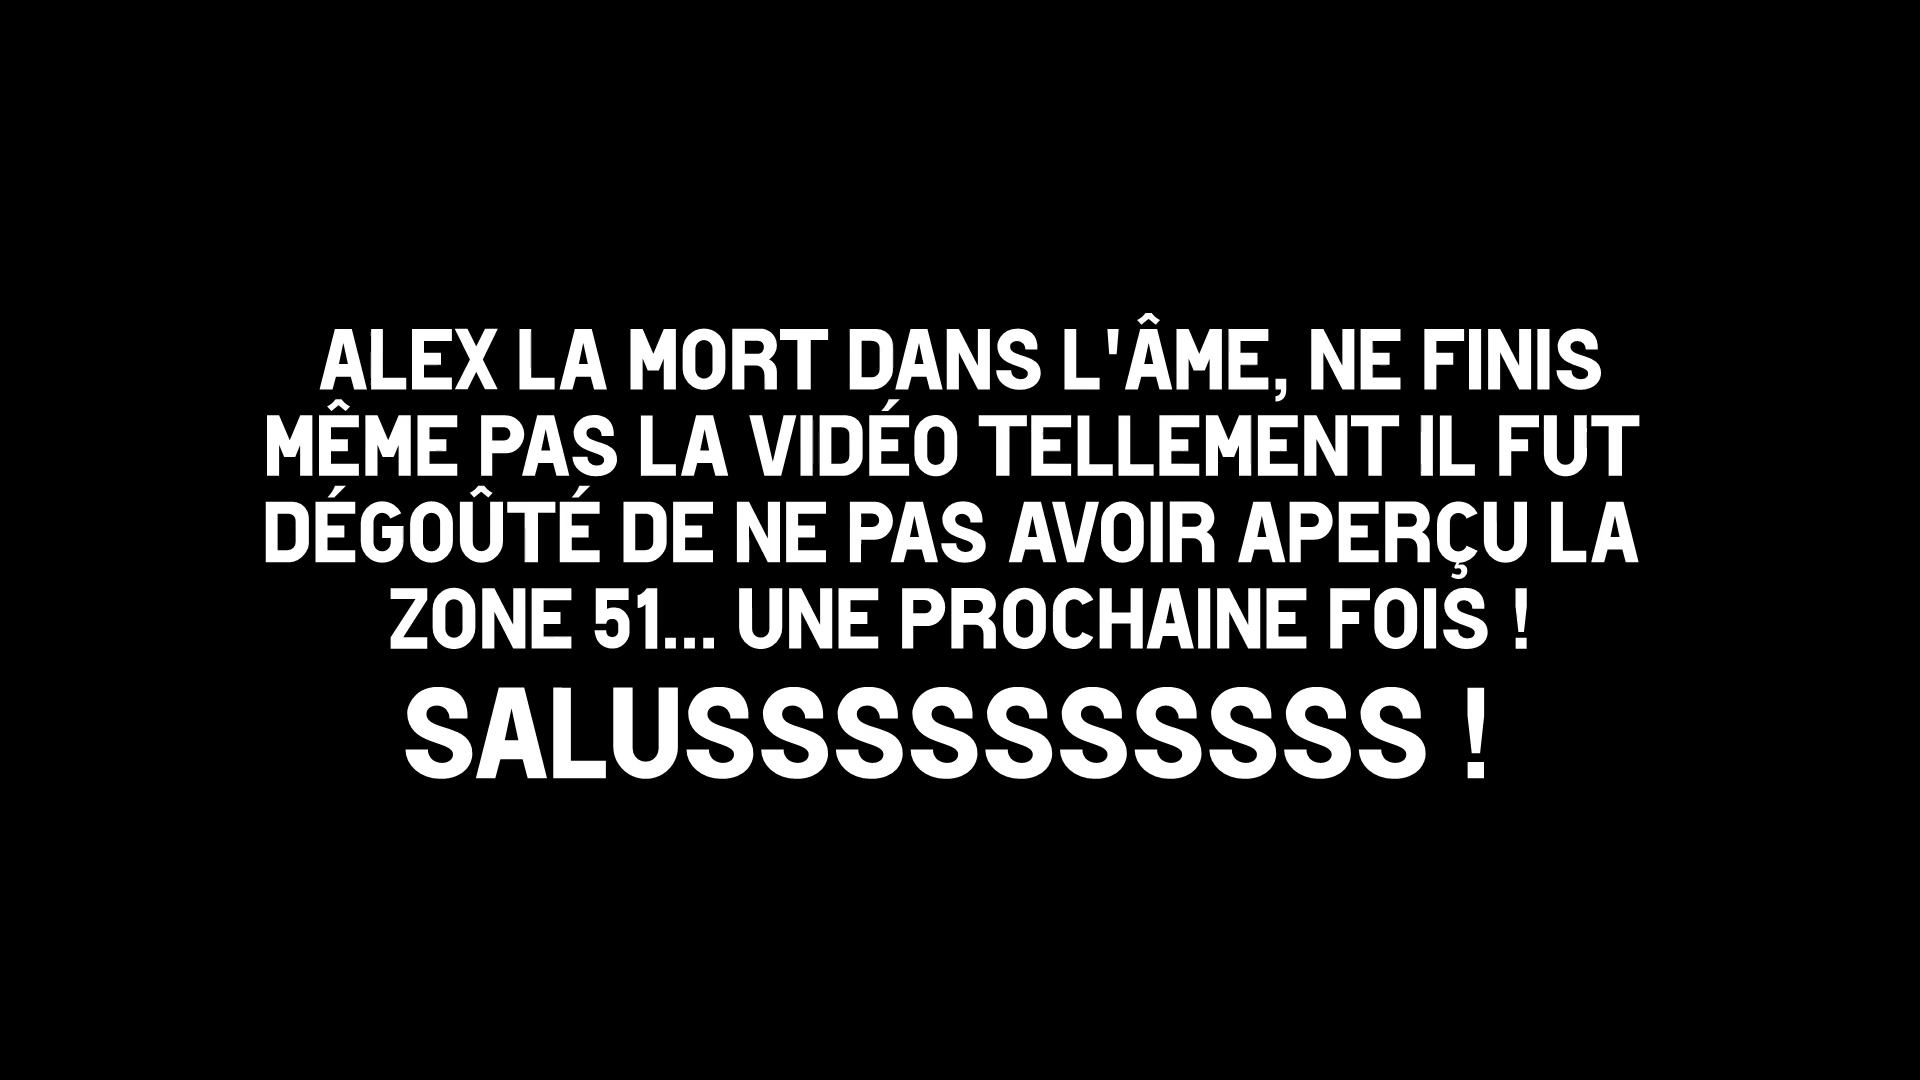 ALEX LA MORT DANS L'ÂME, NE FINIS
MÊME PAS LA VIDÉO TELLEMENT IL FUT
DÉGOÛTÉ DE NE PAS AVOIR APERÇU LA
ZONE 51... UNE PROCHAINE FOIS !
SALUSSSSSSSSSS !